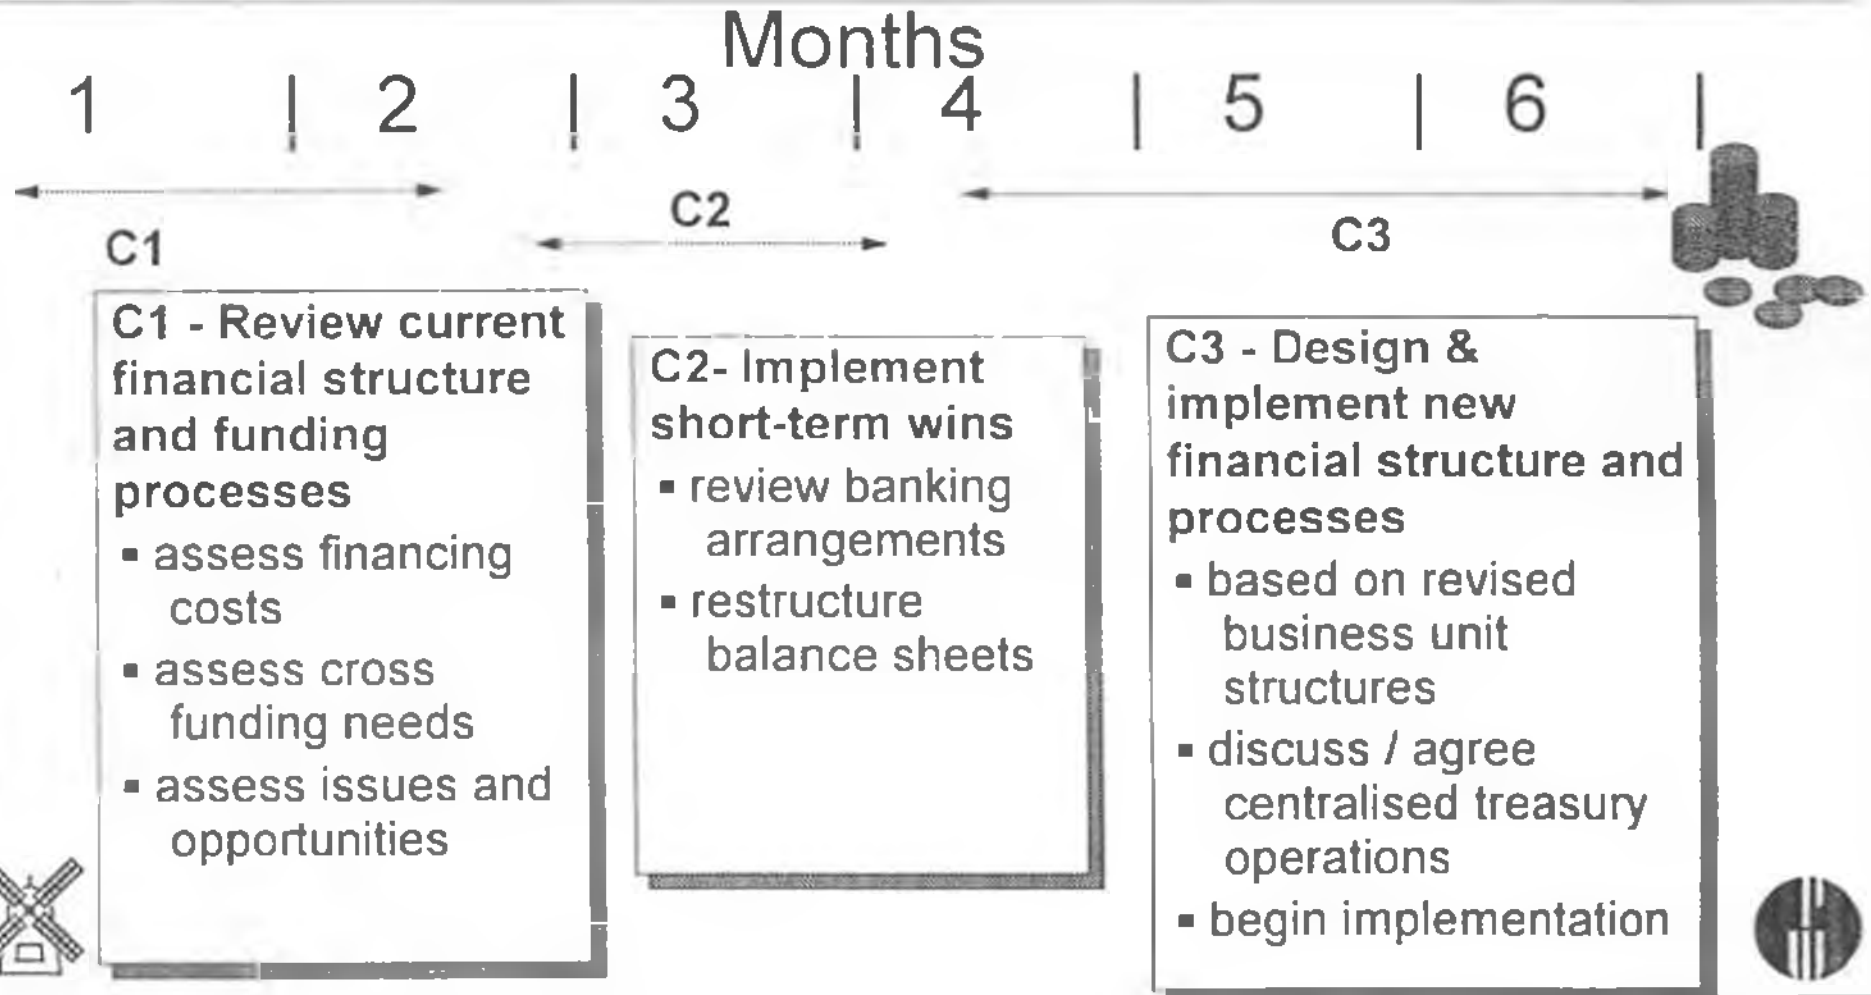 Months
1 | 2 | 3 | 4 | 5 | 6 |
C1
C2
C3
C1 - Review current
financial structure
and funding
processes
▪ assess financing
costs
▪ assess cross
funding needs
▪ assess issues and
opportunities
C2- Implement
short-term wins
▪ review banking
arrangements
▪ restructure
balance sheets
C3 - Design &
implement new
financial structure and
processes
▪ based on revised
business unit
structures
▪ discuss / agree
centralised treasury
operations
▪ begin implementation